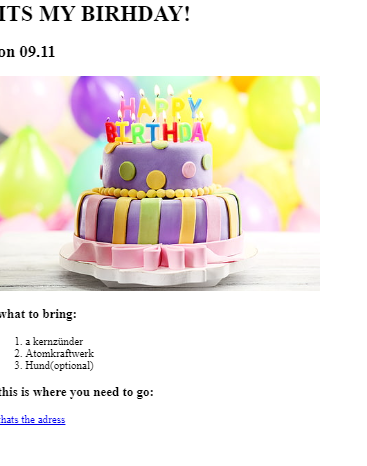 ITS MY BIRHDAY!
on 09.11
HAPPY
BIRTHDAY
what to bring:
1. a kernzünder
2. Atomkraftwerk
3. Hund(optional)
this is where you need to go:
thats the adress